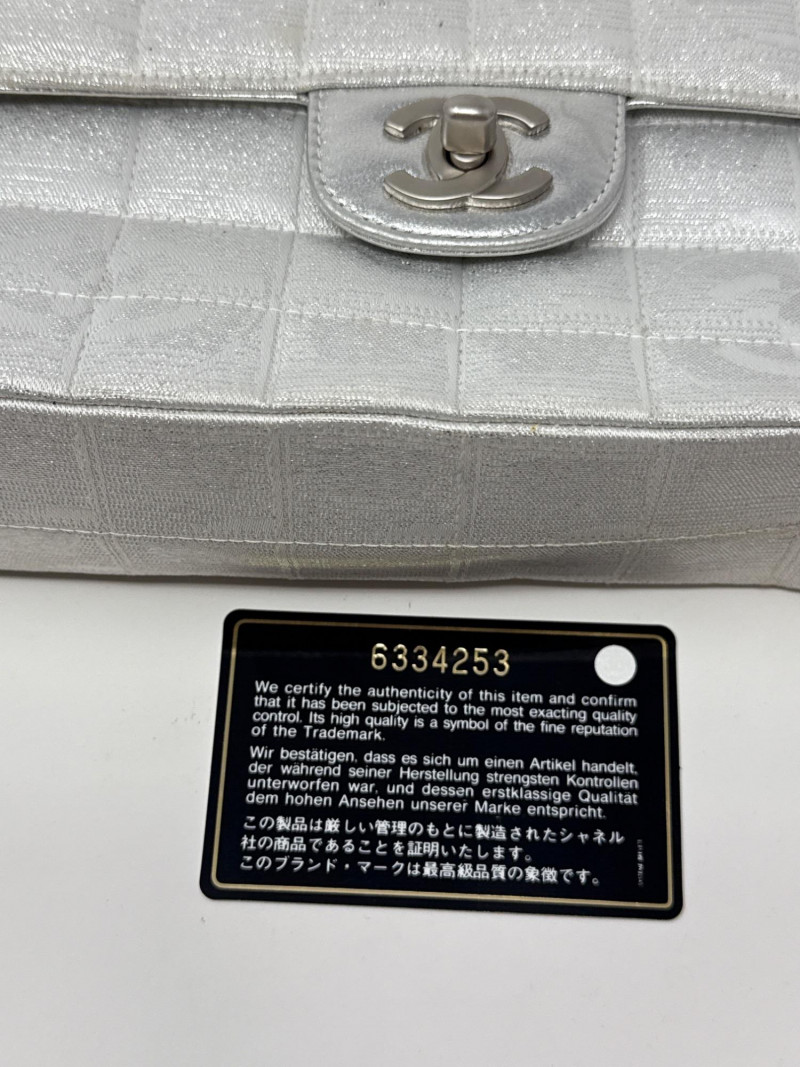 6334253
We certify the authenticity of this item and confirm
that it has been subjected to the most exacting quality
control. Its high quality is a symbol of the fine reputation
of the Trademark.
Wir bestätigen, dass es sich um einen Artikel handelt,
der während seiner Herstellung strengsten Kontrollen
unterworfen war, und dessen erstklassige Qualität
dem hohen Ansehen unserer Marke entspricht.
この製品は厳しい管理のもとに製造されたシャネル
社の商品であることを証明いたします。
このブランド・マークは最高級品質の象徴です。